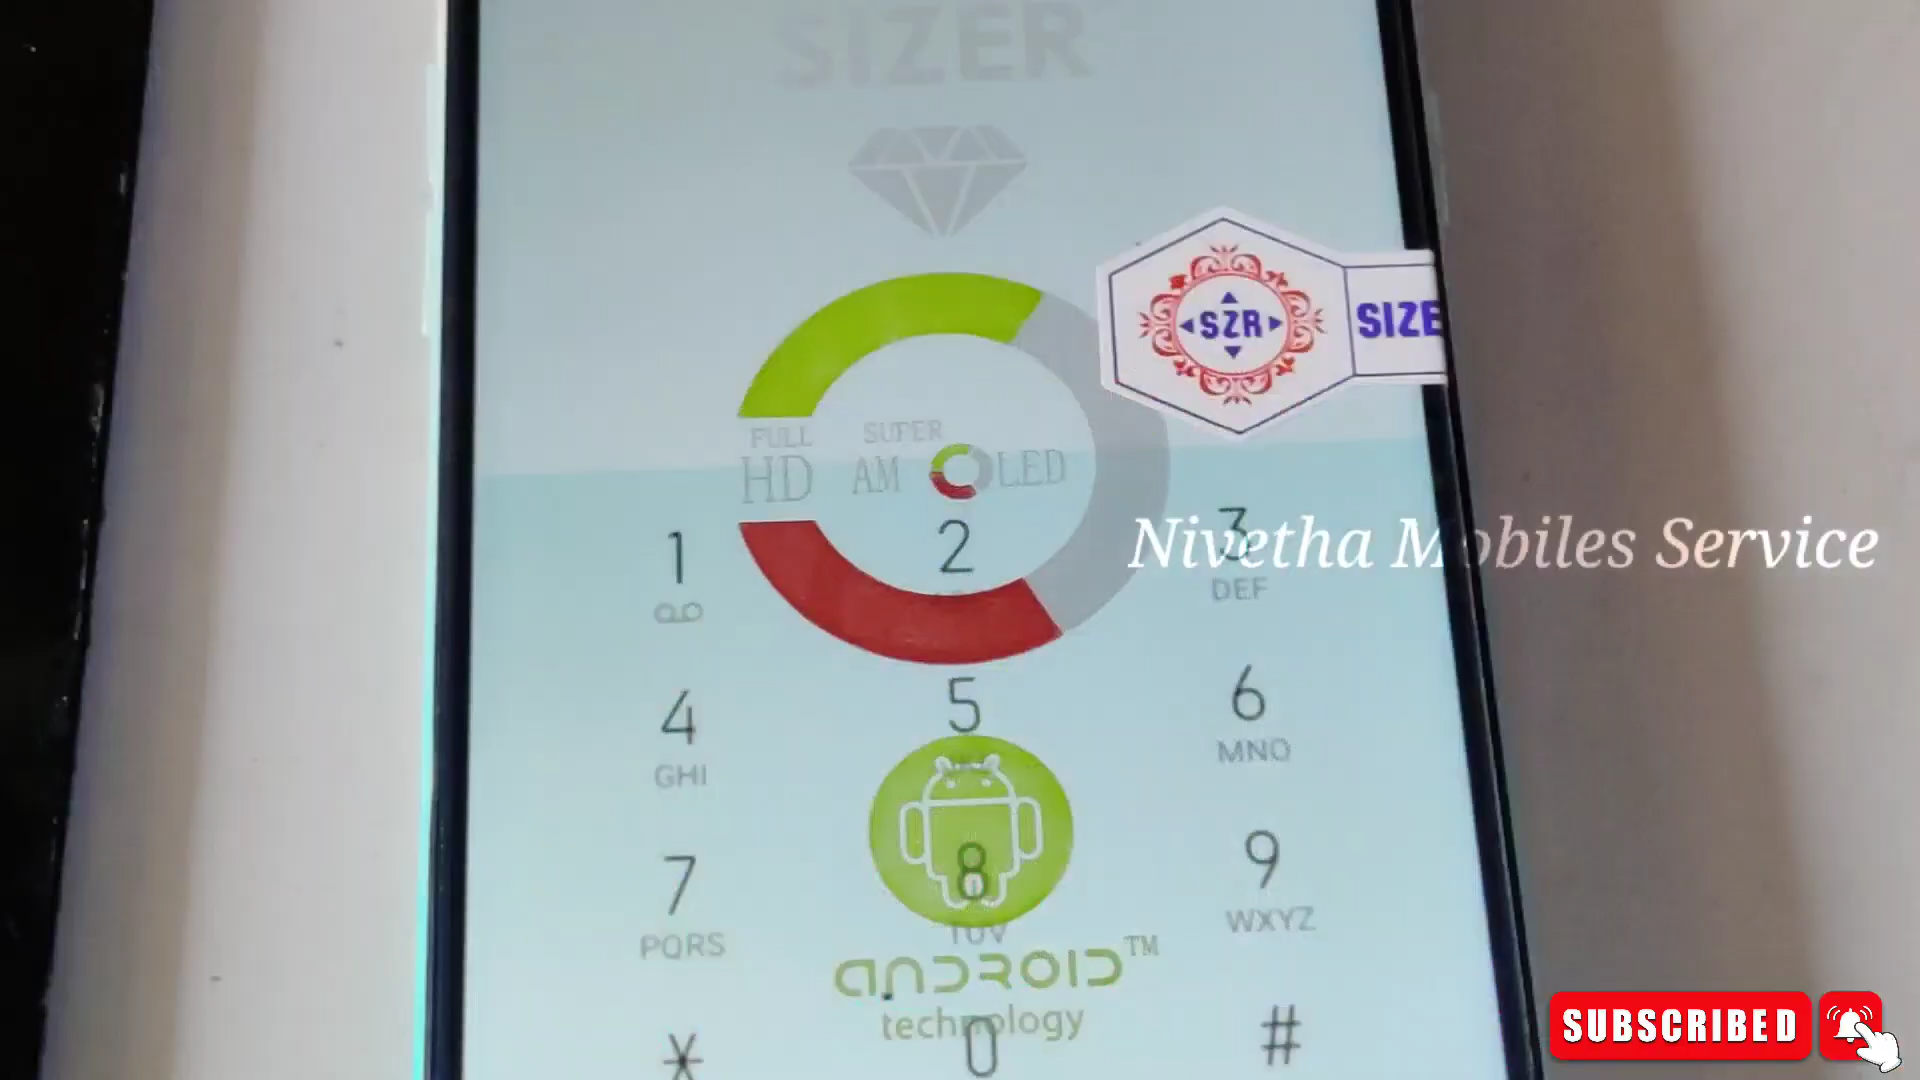 SIZER
SZR
SIZE
FULL SUPER
HD AM LED
1 2 3
DEF
Nivetha Mobiles Service
4 5 6
GHI MNO
7 8 9
PQRS TUV WXYZ
ANDROID™
technology
* 0 #
SUBSCRIBED